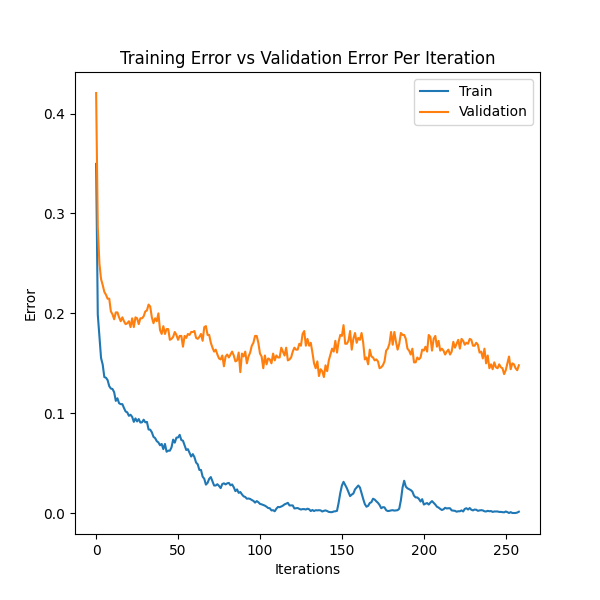 Training Error vs Validation Error Per Iteration
Train
Validation
Error
0.4
0.3
0.2
0.1
0.0
0
50
100
150
200
250
Iterations